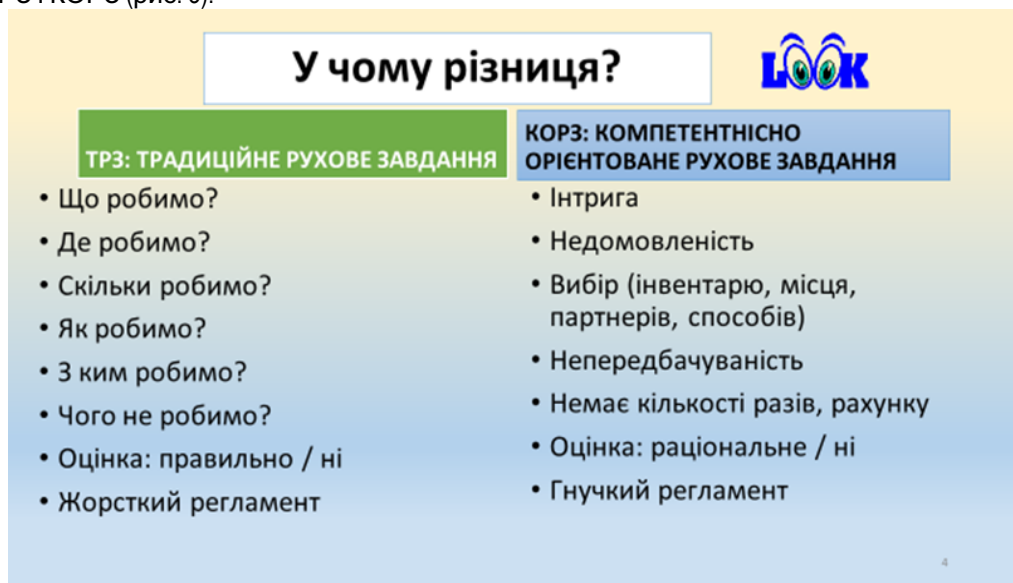 У чому різниця?
LOOK
ТРЗ: ТРАДИЦІЙНЕ РУХОВЕ ЗАВДАННЯ
• Що робимо?
• Де робимо?
• Скільки робимо?
• Як робимо?
• З ким робимо?
• Чого не робимо?
• Оцінка: правильно / ні
• Жорсткий регламент
КОРЗ: КОМПЕТЕНТНІСНО
ОРІЄНТОВАНЕ РУХОВЕ ЗАВДАННЯ
• Інтрига
• Недомовленість
• Вибір (інвентарю, місця,
партнерів, способів)
• Непередбачуваність
• Немає кількості разів, рахунку
• Оцінка: раціональне / ні
• Гнучкий регламент
4